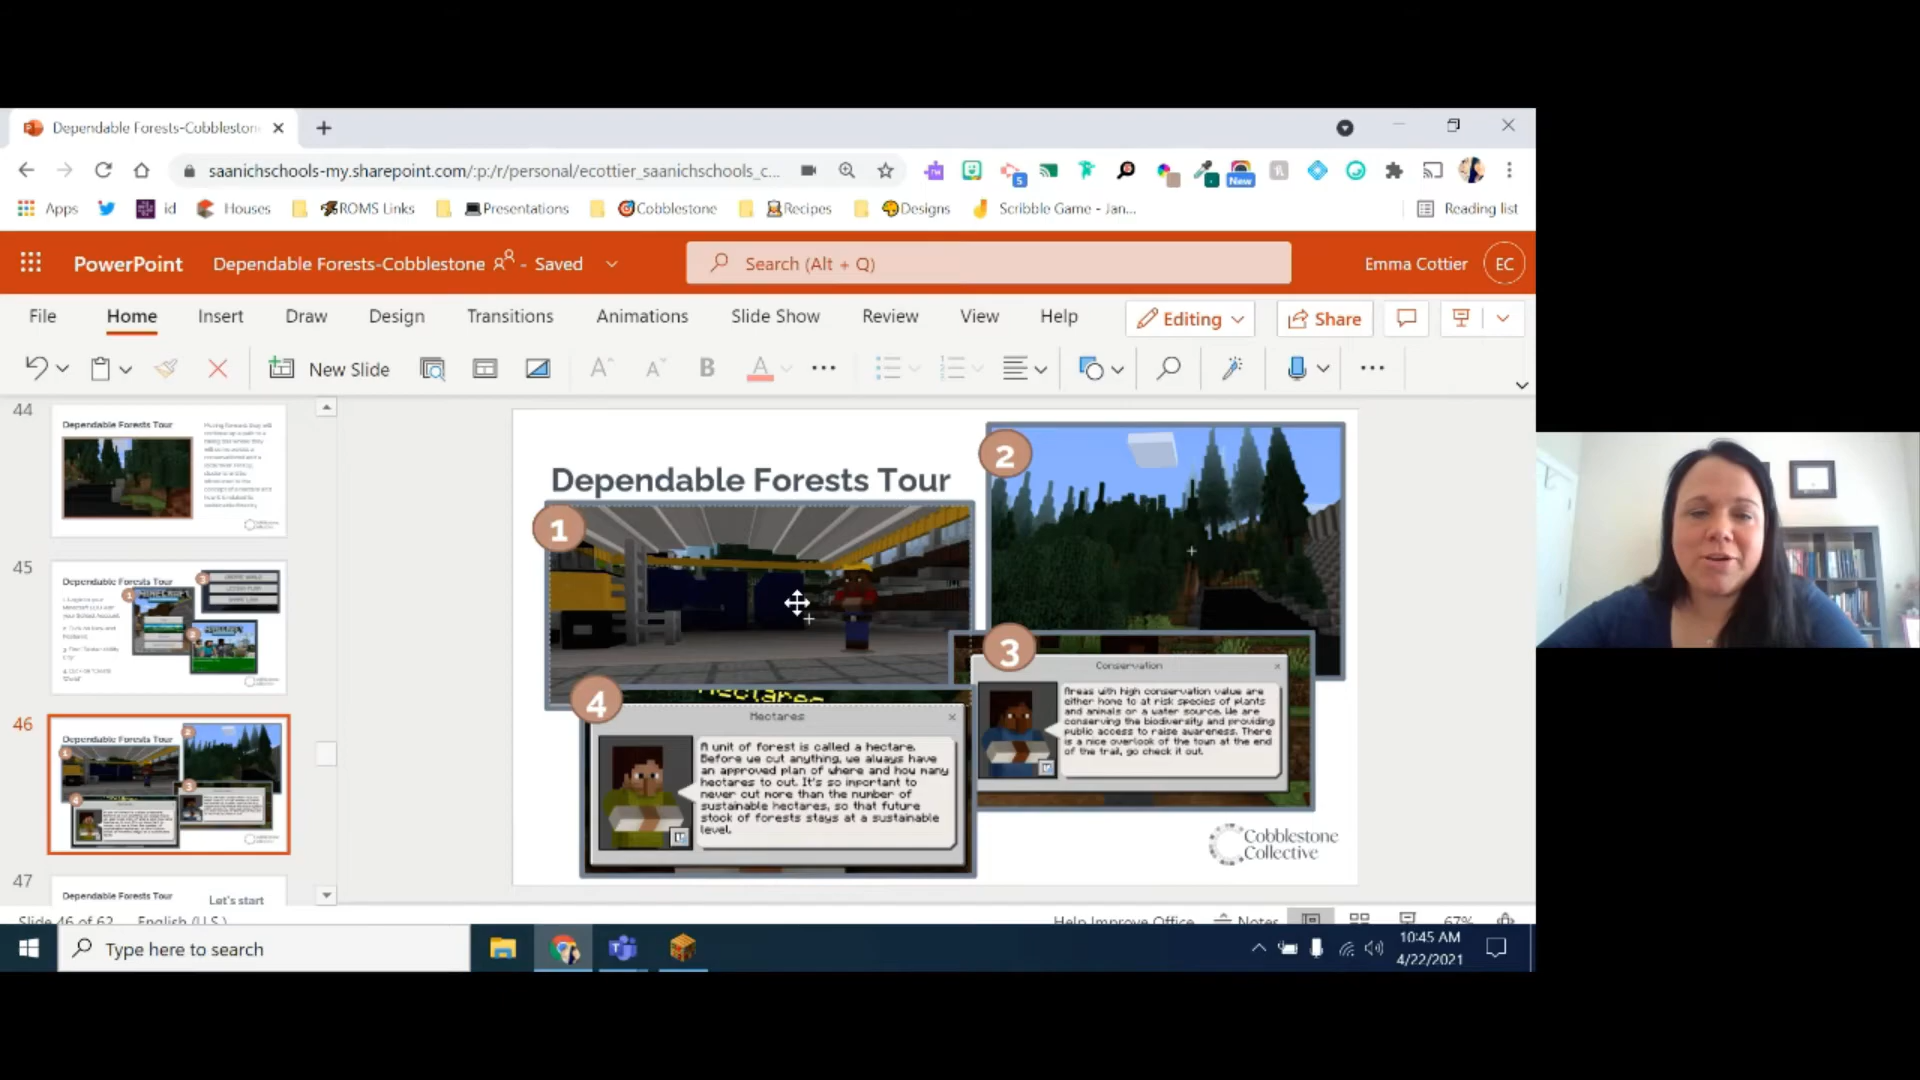 Dependable Forests-Cobbleston
saanichschools-my.sharepoint.com/:p:/r/personal/ecottier_saanichschools_c...
5
New
Apps
id
Houses
ROMS Links
Presentations
Cobblestone
Recipes
Designs
Scribble Game - Jan...
Reading list
PowerPoint
Dependable Forests-Cobblestone
- Saved
Search (Alt + Q)
Emma Cottier
EC
File
Home
Insert
Draw
Design
Transitions
Animations
Slide Show
Review
View
Help
Editing
Share
New Slide
B
A
44
Dependable Forests Tour
45
Dependable Forests Tour
46
Dependable Forests Tour
47
Dependable Forests Tour
Let's start
Dependable Forests Tour
1
2
3
Conservation
Areas with high conservation value are
either home to at risk species of plants
and animals or a water source. We are
conserving the biodiversity and providing
public access to raise awareness. There
is a nice overlook of the town at the end
of the trail, go check it out.
4
Hectares
Hectares
A unit of forest is called a hectare.
Before we cut anything, we always have
an approved plan of where and how many
hectares to cut. It's so important to
never cut more than the number of
sustainable hectares, so that future
stock of forests stays at a sustainable
level.
Cobblestone
Collective
Slide 46 of 62
English (U.S.)
Help Improve Office
Notes
67%
Type here to search
10:45 AM
4/22/2021